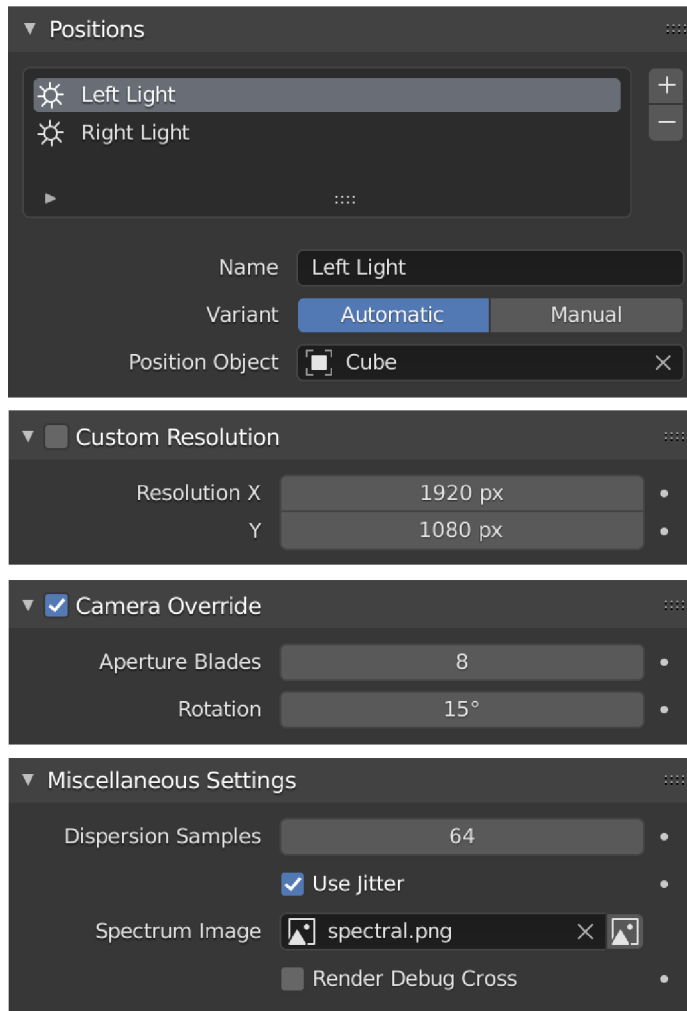 Positions
Left Light
Right Light
Name Left Light
Variant Automatic Manual
Position Object Cube
Custom Resolution
Resolution X 1920 px
Y 1080 px
Camera Override
Aperture Blades 8
Rotation 15°
Miscellaneous Settings
Dispersion Samples 64
Use Jitter
Spectrum Image spectral.png
Render Debug Cross